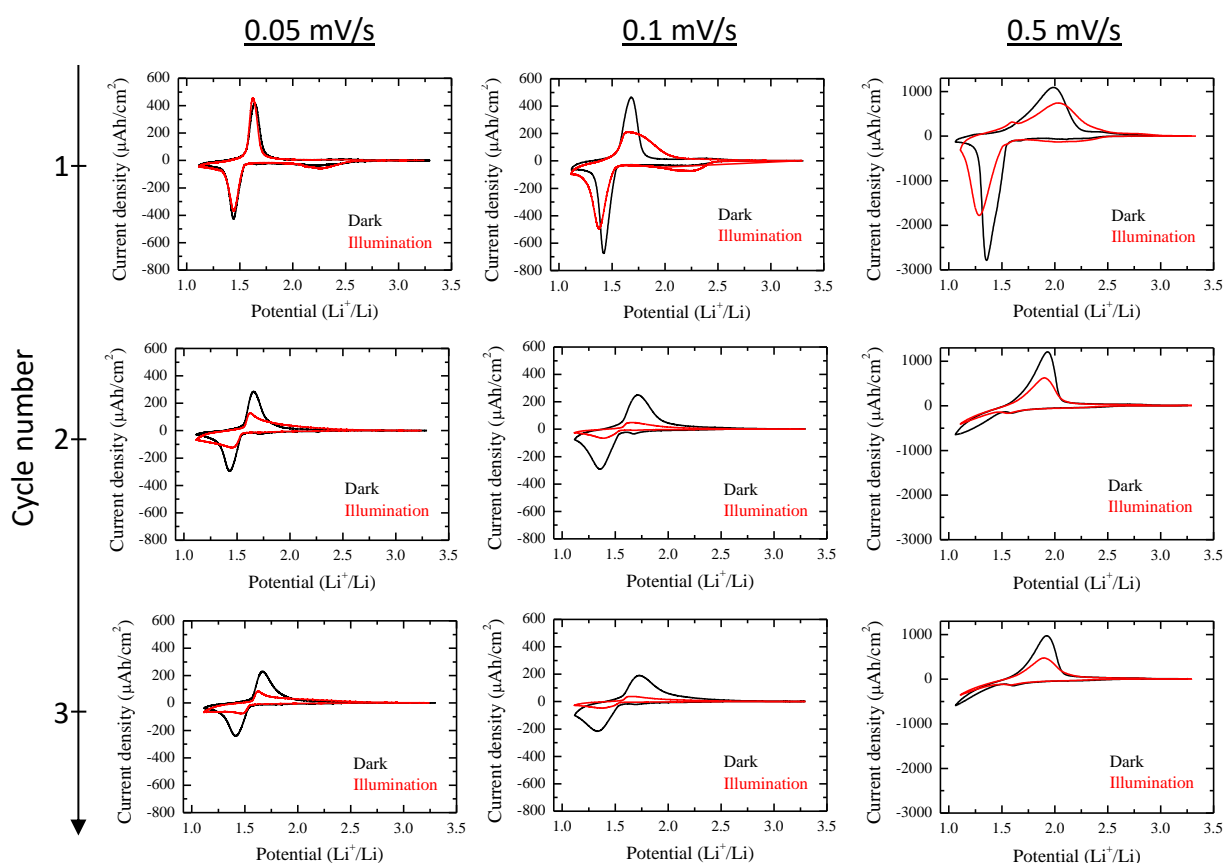 0.05 mV/s
0.1 mV/s
0.5 mV/s
Cycle number
1
2
3
Current density (µAh/cm²)
600
400
200
0
-200
-400
-600
-800
Dark
Illumination
1.0 1.5 2.0 2.5 3.0 3.5
Potential (Li⁺/Li)
Current density (µAh/cm²)
600
400
200
0
-200
-400
-600
-800
Dark
Illumination
1.0 1.5 2.0 2.5 3.0 3.5
Potential (Li⁺/Li)
Current density (µAh/cm²)
1000
0
-1000
-2000
-3000
Dark
Illumination
1.0 1.5 2.0 2.5 3.0 3.5
Potential (Li⁺/Li)
Current density (µAh/cm²)
600
400
200
0
-200
-400
-600
-800
Dark
Illumination
1.0 1.5 2.0 2.5 3.0 3.5
Potential (Li⁺/Li)
Current density (µAh/cm²)
600
400
200
0
-200
-400
-600
-800
Dark
Illumination
1.0 1.5 2.0 2.5 3.0 3.5
Potential (Li⁺/Li)
Current density (µAh/cm²)
1000
0
-1000
-2000
-3000
Dark
Illumination
1.0 1.5 2.0 2.5 3.0 3.5
Potential (Li⁺/Li)
Current density (µAh/cm²)
600
400
200
0
-200
-400
-600
-800
Dark
Illumination
1.0 1.5 2.0 2.5 3.0 3.5
Potential (Li⁺/Li)
Current density (µAh/cm²)
600
400
200
0
-200
-400
-600
-800
Dark
Illumination
1.0 1.5 2.0 2.5 3.0 3.5
Potential (Li⁺/Li)
Current density (µAh/cm²)
1000
0
-1000
-2000
-3000
Dark
Illumination
1.0 1.5 2.0 2.5 3.0 3.5
Potential (Li⁺/Li)